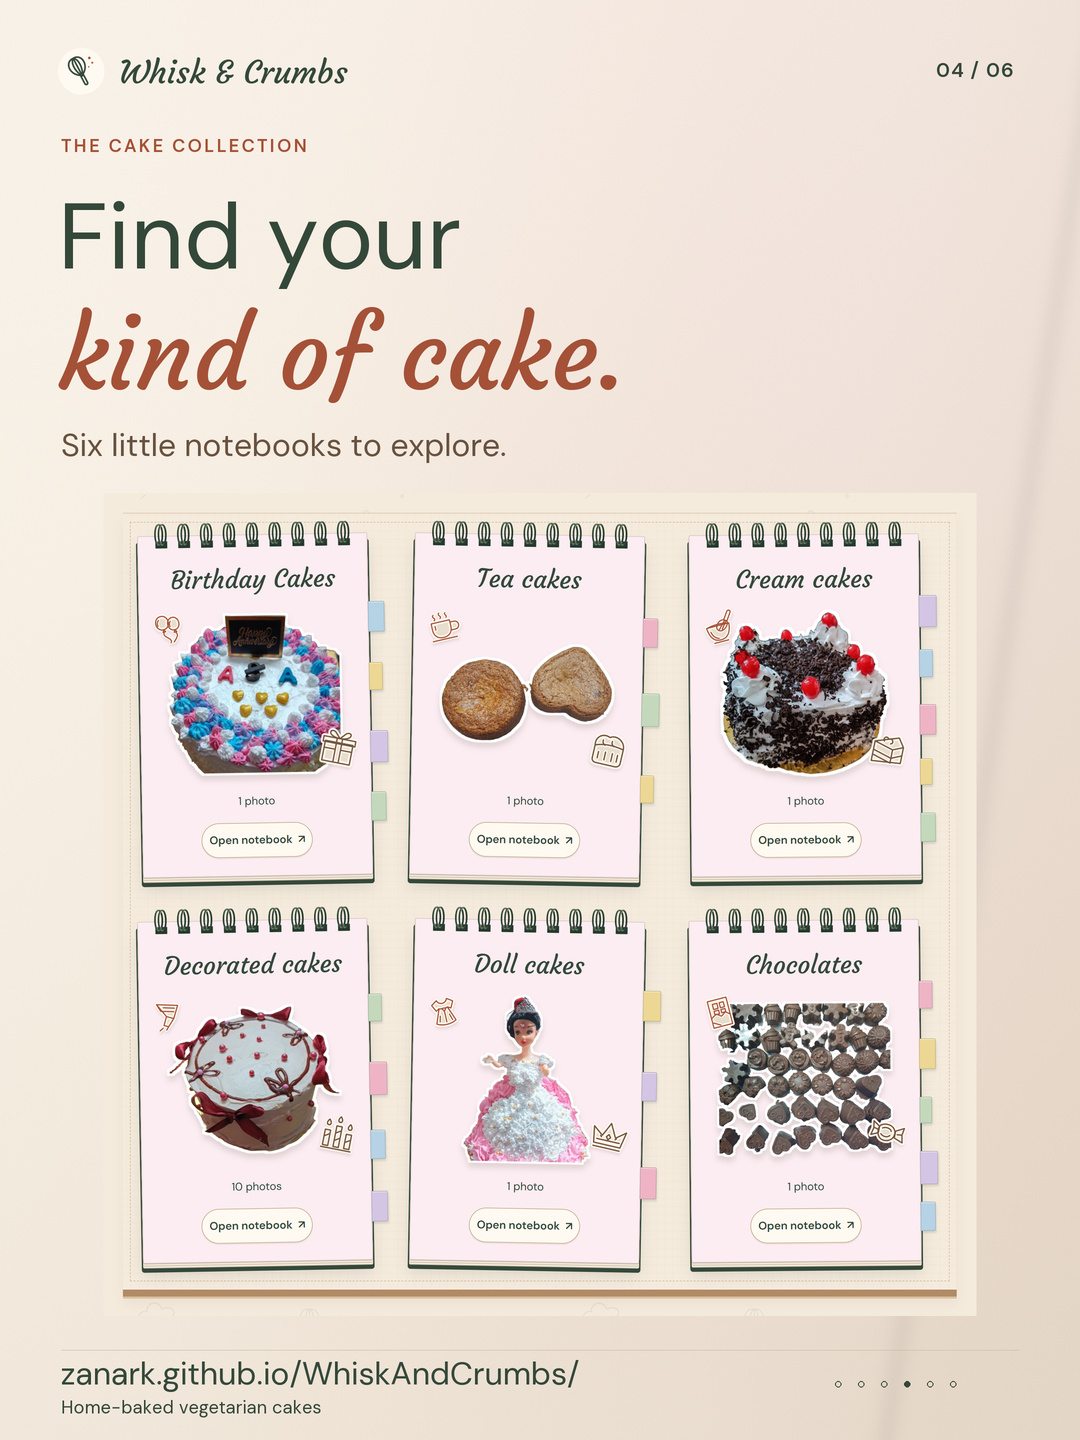 Whisk & Crumbs
04 / 06
THE CAKE COLLECTION
Find your
kind of cake.
Six little notebooks to explore.
Birthday Cakes
Happy
Anniversary
A & A
1 photo
Open notebook ↗
Tea cakes
1 photo
Open notebook ↗
Cream cakes
1 photo
Open notebook ↗
Decorated cakes
10 photos
Open notebook ↗
Doll cakes
1 photo
Open notebook ↗
Chocolates
1 photo
Open notebook ↗
zanark.github.io/WhiskAndCrumbs/
Home-baked vegetarian cakes